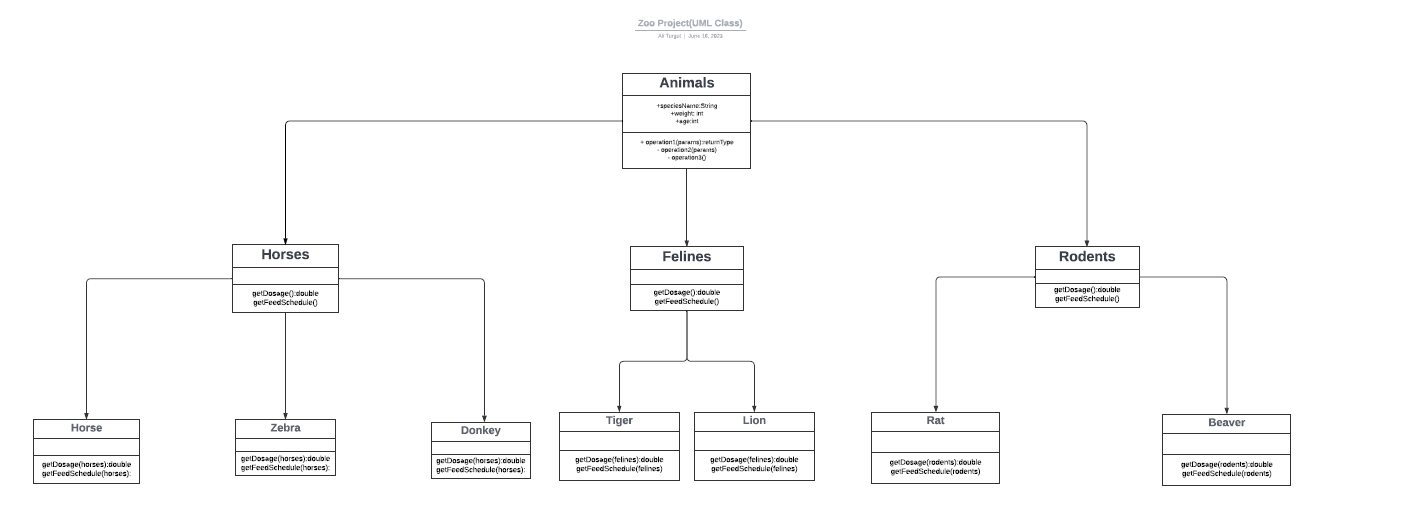 Zoo Project(UML Class)
Ali Turgut | June 16, 2023
Animals
+speciesName:String
+weight: int
+age:int
+ operation1(params):returnType
- operation2(params)
- operation3()
Horses
getDosage():double
getFeedSchedule()
Felines
getDosage():double
getFeedSchedule()
Rodents
getDosage():double
getFeedSchedule()
Horse
getDosage(horses):double
getFeedSchedule(horses):
Zebra
getDosage(horses):double
getFeedSchedule(horses):
Donkey
getDosage(horses):double
getFeedSchedule(horses):
Tiger
getDosage(felines):double
getFeedSchedule(felines)
Lion
getDosage(felines):double
getFeedSchedule(felines)
Rat
getDosage(rodents):double
getFeedSchedule(rodents)
Beaver
getDosage(rodents):double
getFeedSchedule(rodents)